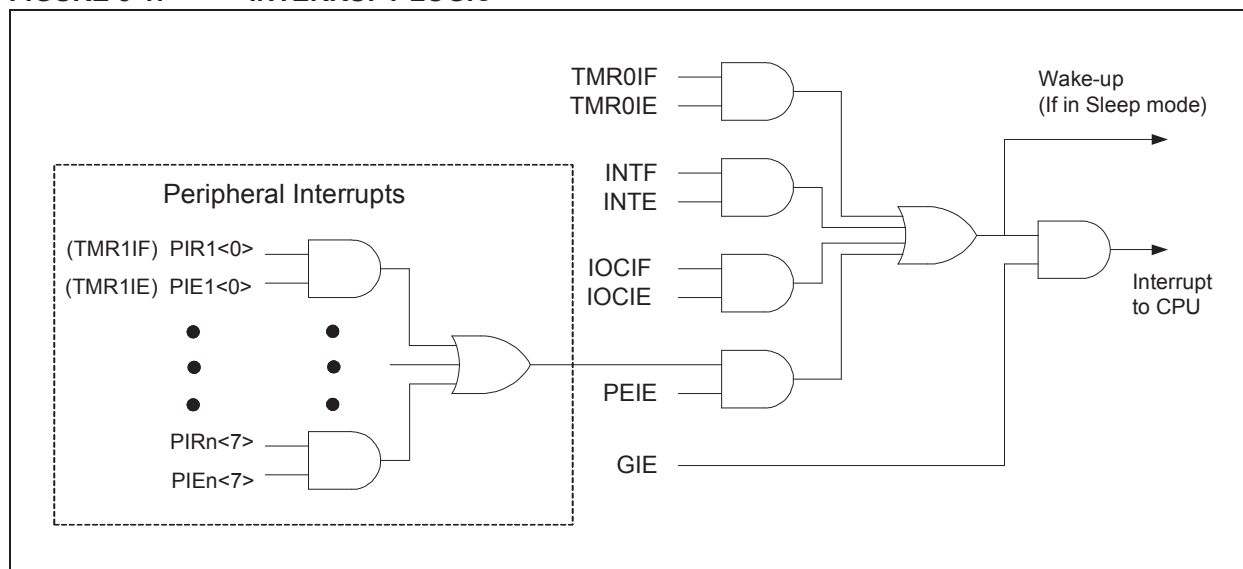 TMR0IF
TMR0IE
Wake-up
(If in Sleep mode)
INTF
INTE
Peripheral Interrupts
(TMR1IF) PIR1<0>
(TMR1IE) PIE1<0>
IOCIF
IOCIE
Interrupt
to CPU
PEIE
PIRn<7>
PIEn<7>
GIE